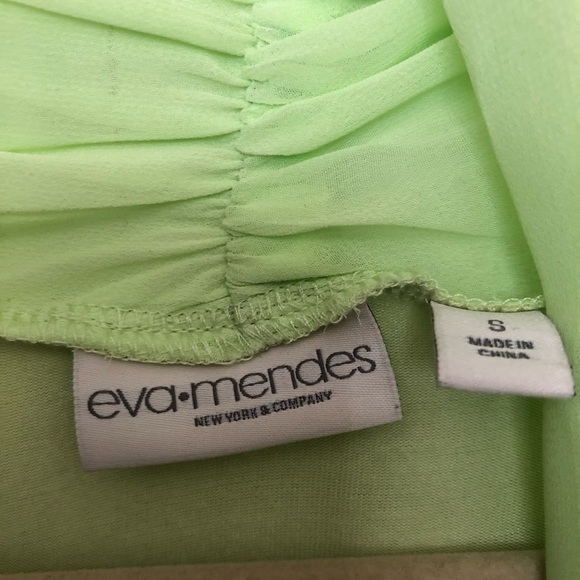 eva•mendes
NEW YORK & COMPANY
S
MADE IN
CHINA